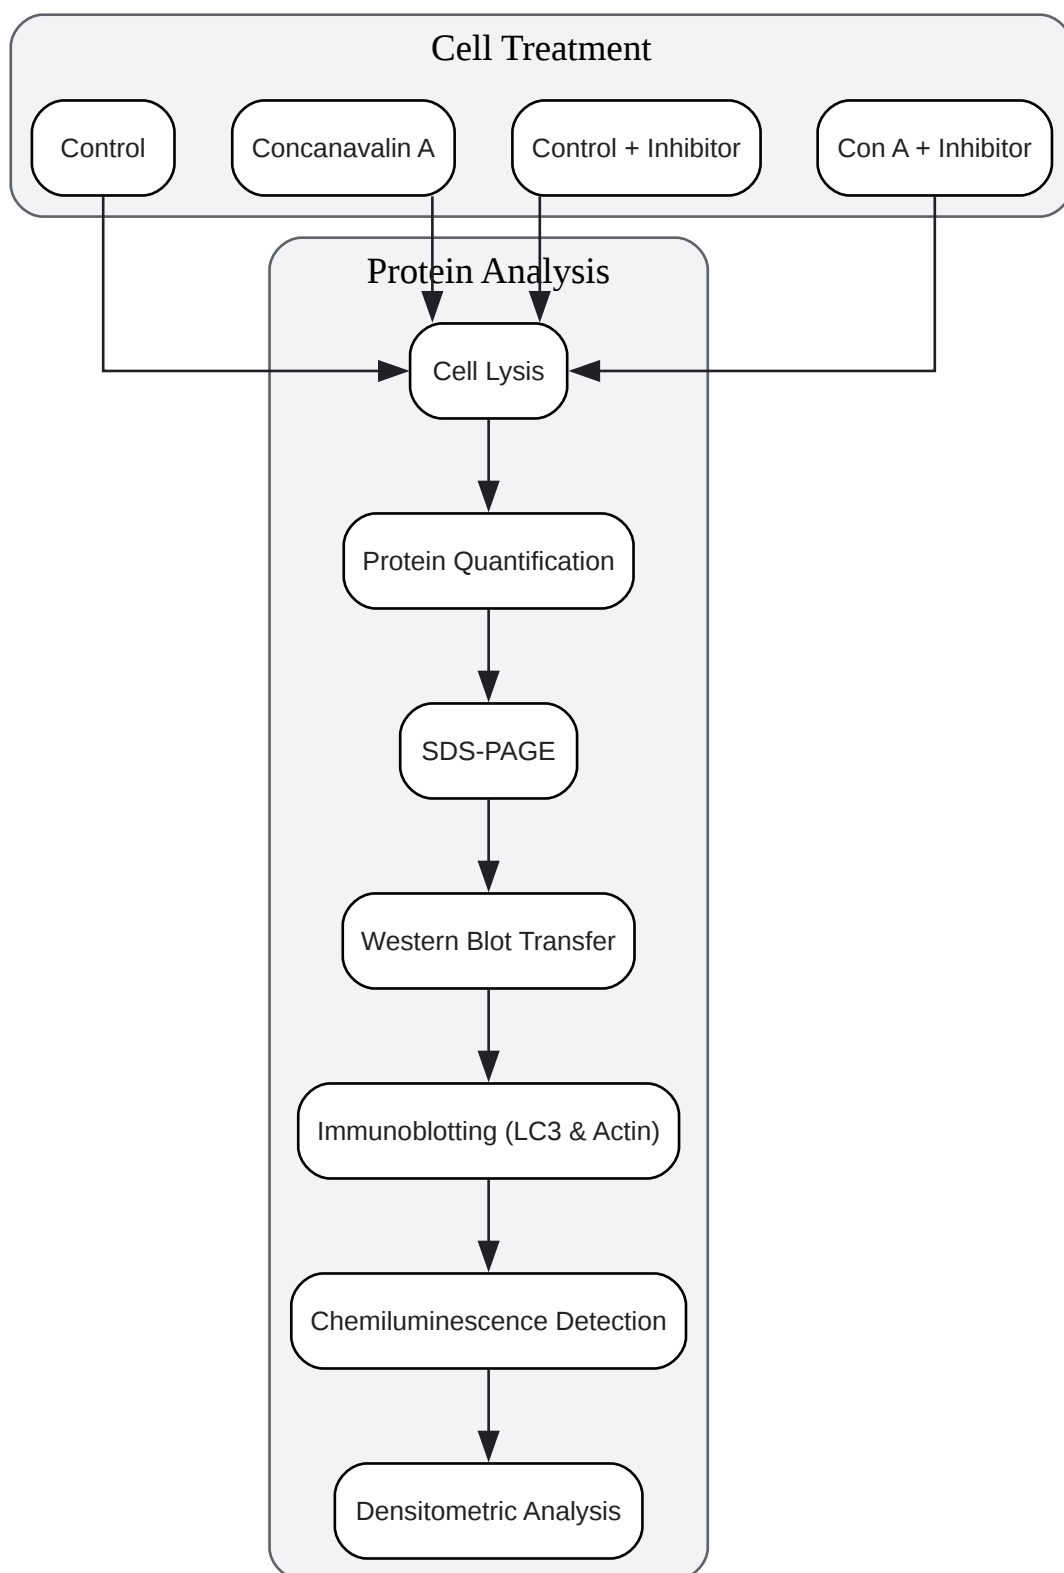 Cell Treatment
Control
Concanavalin A
Control + Inhibitor
Con A + Inhibitor
Protein Analysis
Cell Lysis
Protein Quantification
SDS-PAGE
Western Blot Transfer
Immunoblotting (LC3 & Actin)
Chemiluminescence Detection
Densitometric Analysis